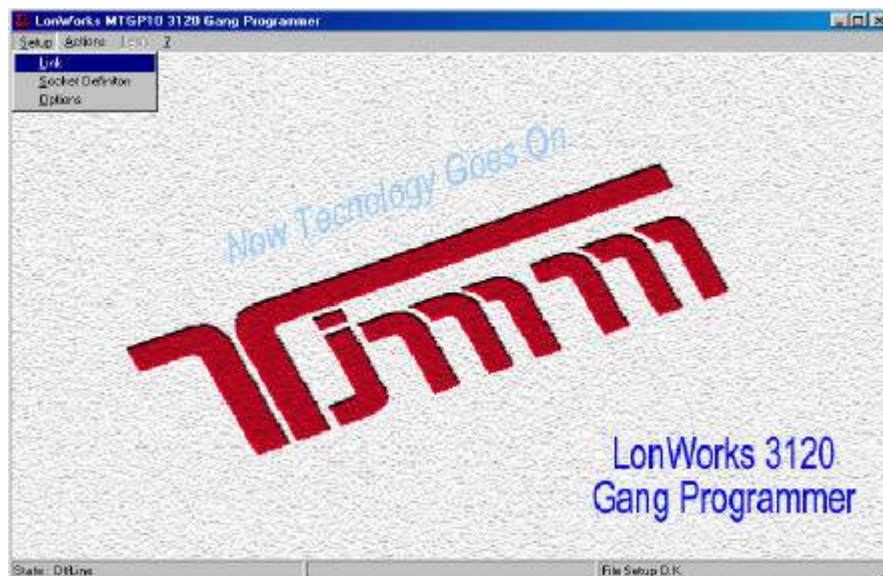 LonWorks MTGP10 3120 Gang Programmer
Setup Actions ?
Link
Socket Definiton
Options
New Tecnology Goes On
LonWorks 3120
Gang Programmer
State : OffLine
File Setup O.K.